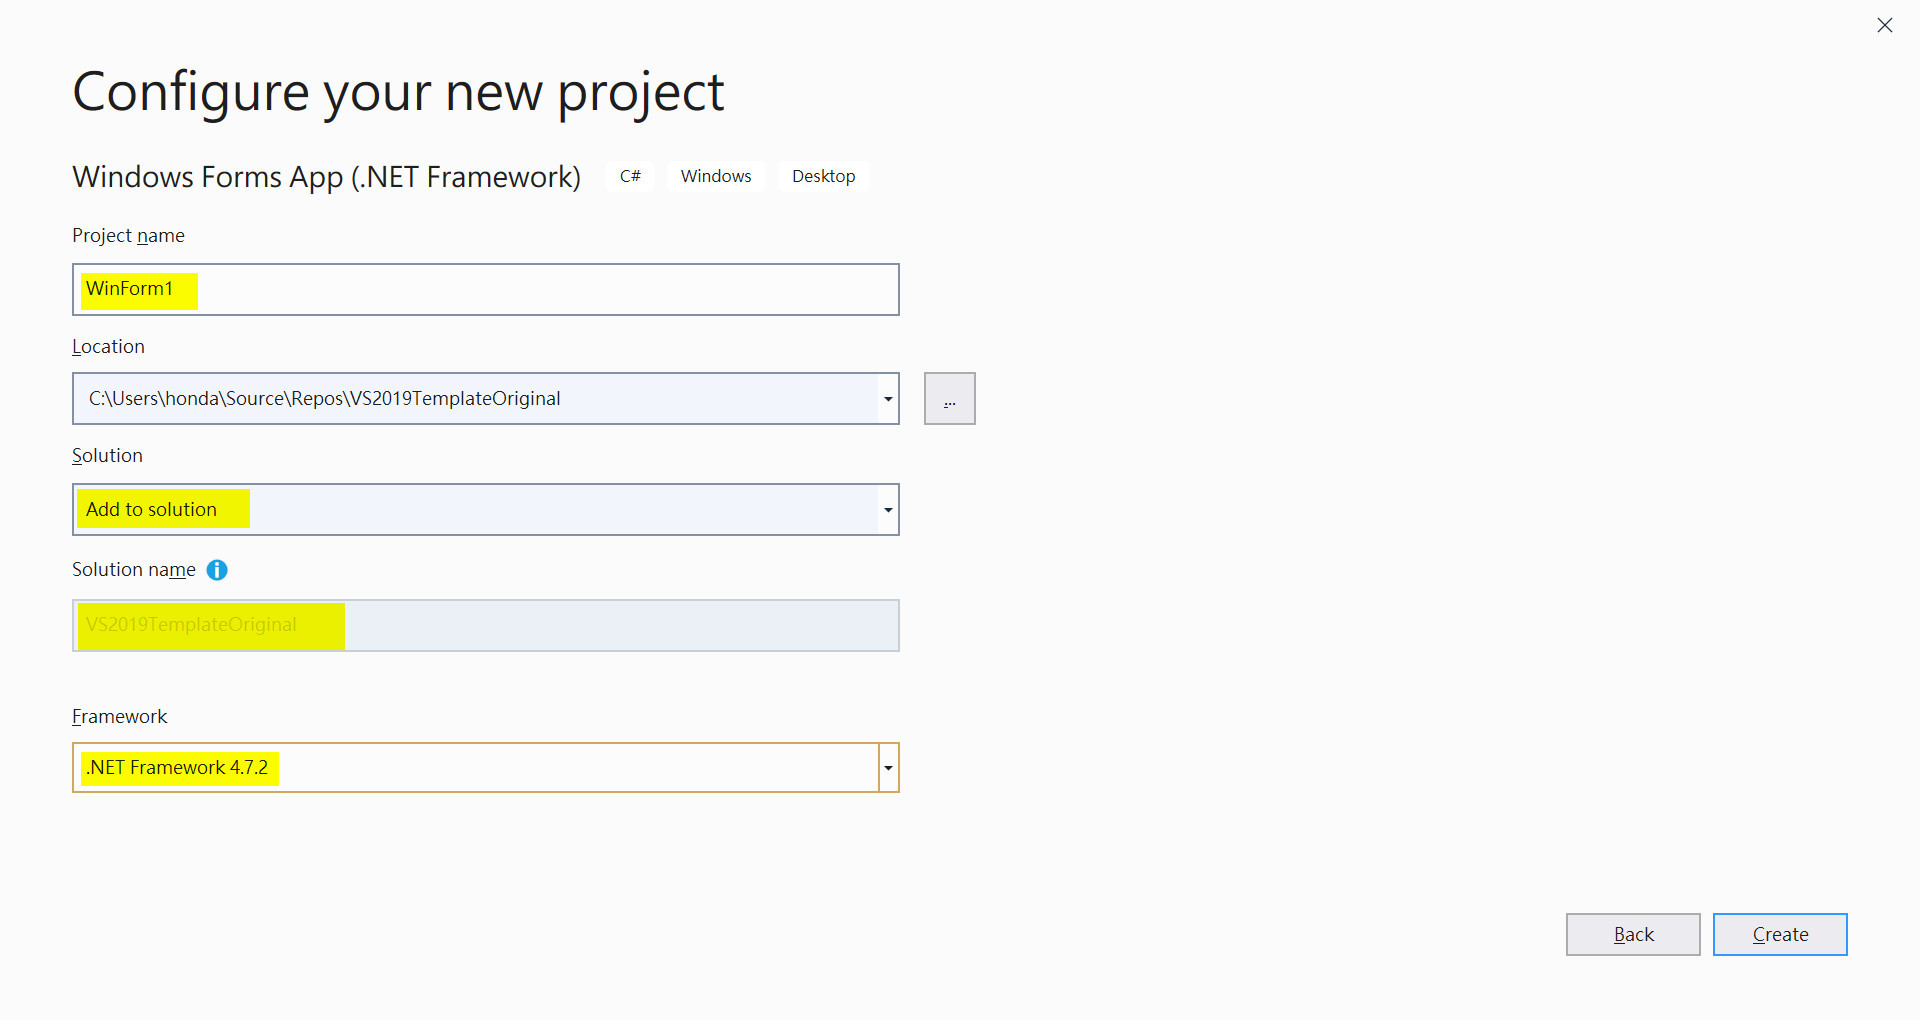 Configure your new project
Windows Forms App (.NET Framework) C# Windows Desktop
Project name
WinForm1
Location
C:\Users\honda\Source\Repos\VS2019TemplateOriginal
...
Solution
Add to solution
Solution name
VS2019TemplateOriginal
Framework
.NET Framework 4.7.2
Back Create